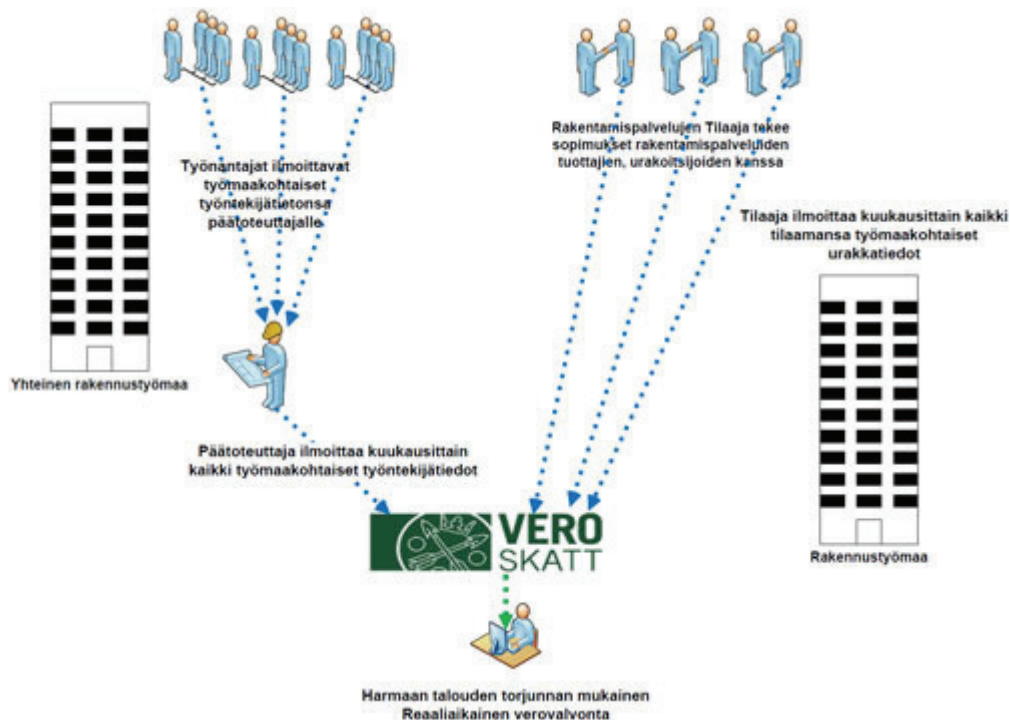 Rakentamispalvelujen Tilaaja tekee
sopimukset rakentamispalveluiden
tuottajien, urakoitsijoiden kanssa
Työnantajat ilmoittavat
työmaakohtaiset
työntekijätietonsa
päätoteuttajalle
Tilaaja ilmoittaa kuukausittain kaikki
tilaamansa työmaakohtaiset
urakkatiedot
Yhteinen rakennustyömaa
Päätoteuttaja ilmoittaa kuukausittain
kaikki työmaakohtaiset työntekijätiedot
VERO
SKATT
Rakennustyömaa
Harmaan talouden torjunnan mukainen
Reaaliaikainen verovalvonta